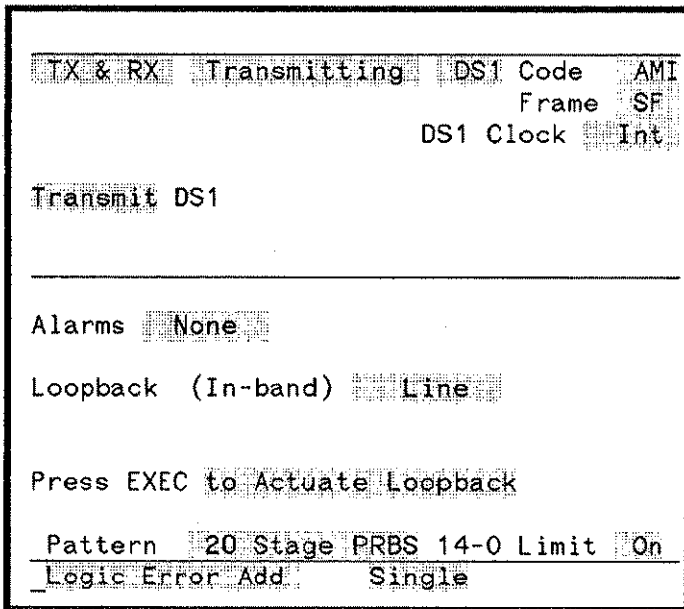 TX & RX Transmitting DS1 Code AMI
Frame SF
DS1 Clock Int
Transmit DS1
Alarms None
Loopback (In-band) Line
Press EXEC to Actuate Loopback
Pattern 20 Stage PRBS 14-0 Limit On
_Logic Error Add Single